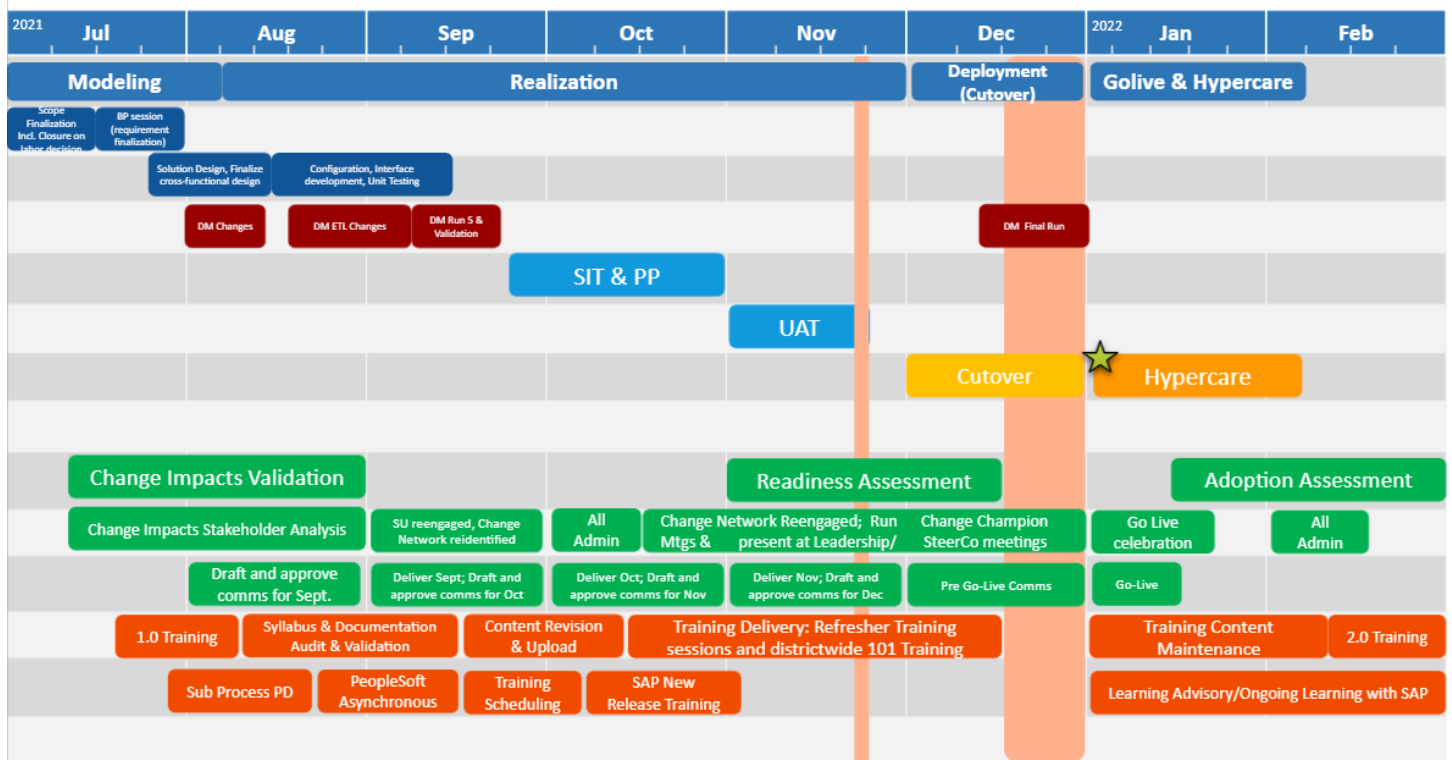 2021
Jul
Aug
Sep
Oct
Nov
Dec
2022
Jan
Feb
Modeling
Realization
Deployment
(Cutover)
Golive & Hypercare
Scope
Finalization
Incl. Closure on
labor decision
BP session
(requirement
finalization)
Solution Design, Finalize
cross-functional design
Configuration, Interface
development, Unit Testing
DM Changes
DM ETL Changes
DM Run 5 &
Validation
DM Final Run
SIT & PP
UAT
Cutover
Hypercare
Change Impacts Validation
Readiness Assessment
Adoption Assessment
Change Impacts Stakeholder Analysis
SU reengaged, Change
Network reidentified
All
Admin
Change Network Reengaged; Run Change Champion
Mtgs & present at Leadership/ SteerCo meetings
Go Live
celebration
All
Admin
Draft and approve
comms for Sept.
Deliver Sept; Draft and
approve comms for Oct
Deliver Oct; Draft and
approve comms for Nov
Deliver Nov; Draft and
approve comms for Dec
Pre Go-Live Comms
Go-Live
1.0 Training
Syllabus & Documentation
Audit & Validation
Content Revision
& Upload
Training Delivery: Refresher Training
sessions and districtwide 101 Training
Training Content
Maintenance
2.0 Training
Sub Process PD
PeopleSoft
Asynchronous
Training
Scheduling
SAP New
Release Training
Learning Advisory/Ongoing Learning with SAP